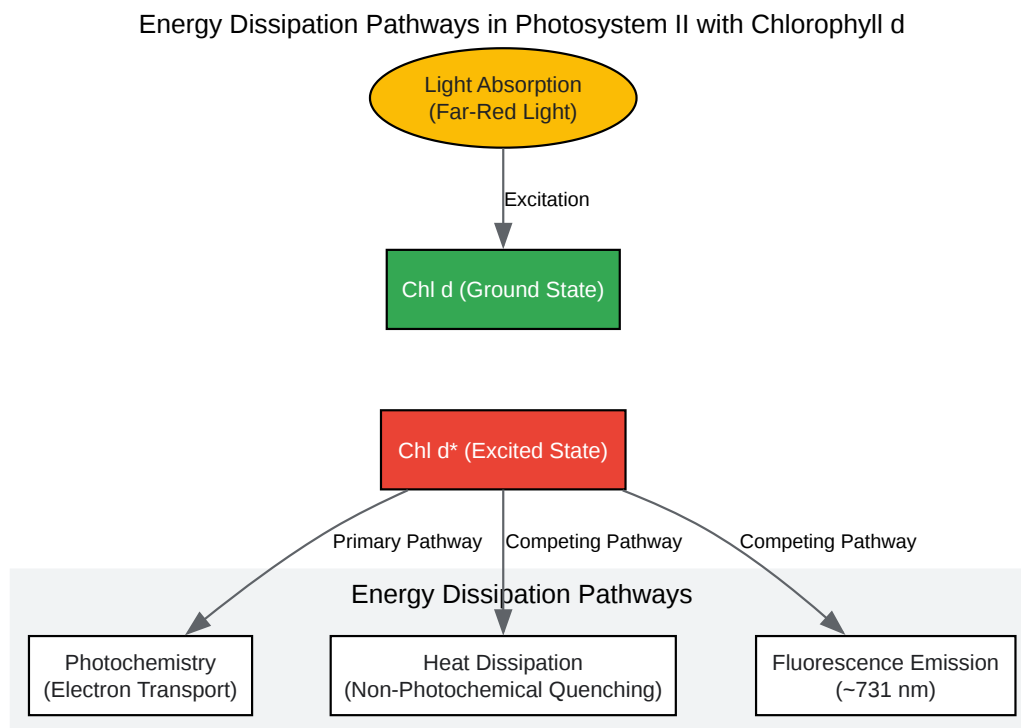 Energy Dissipation Pathways in Photosystem II with Chlorophyll d
Light Absorption
(Far-Red Light)
Excitation
Chl d (Ground State)
Chl d* (Excited State)
Primary Pathway
Competing Pathway
Competing Pathway
Energy Dissipation Pathways
Photochemistry
(Electron Transport)
Heat Dissipation
(Non-Photochemical Quenching)
Fluorescence Emission
(~731 nm)